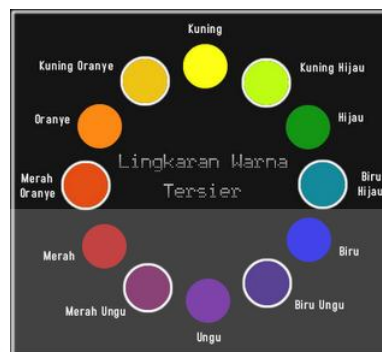 Kuning
Kuning Oranye
Kuning Hijau
Oranye
Hijau
Lingkaran Warna
Tersier
Merah
Oranye
Biru
Hijau
Merah
Biru
Merah Ungu
Biru Ungu
Ungu